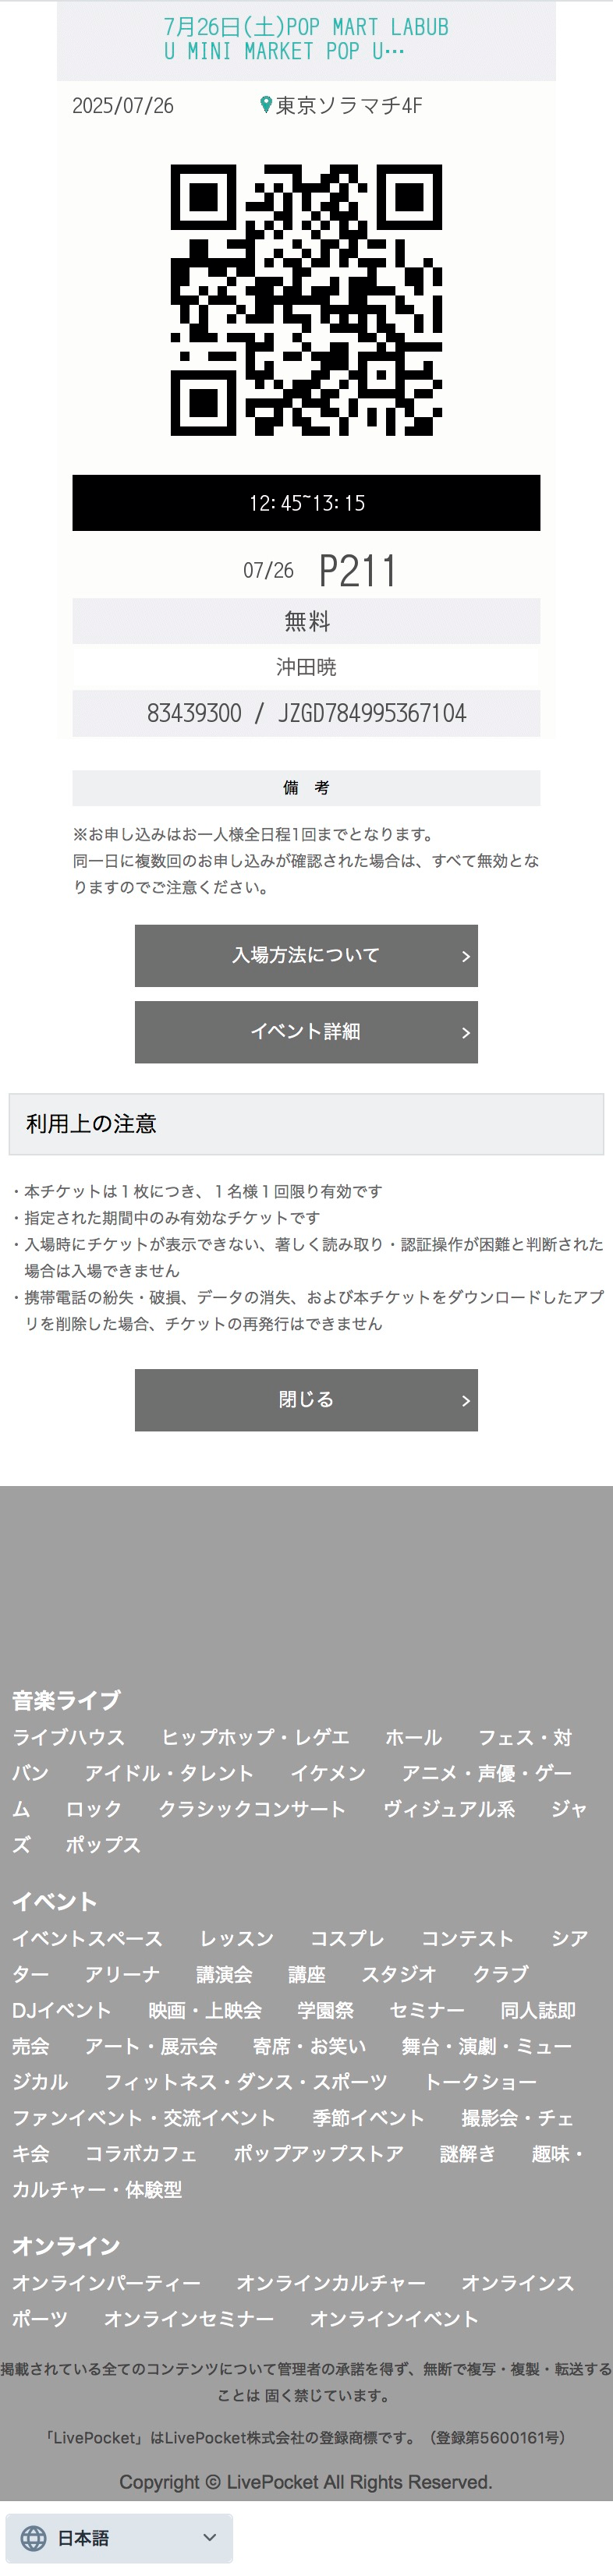 7月26日(土)POP MART LABUB
U MINI MARKET POP U…
2025/07/26 東京ソラマチ4F
12:45~13:15
07/26 P211
無料
沖田暁
83439300 / JZGD784995367104
備 考
※お申し込みはお一人様全日程1回までとなります。
同一日に複数回のお申し込みが確認された場合は、すべて無効とな
りますのでご注意ください。
入場方法について
イベント詳細
利用上の注意
・本チケットは１枚につき、１名様１回限り有効です
・指定された期間中のみ有効なチケットです
・入場時にチケットが表示できない、著しく読み取り・認証操作が困難と判断された
場合は入場できません
・携帯電話の紛失・破損、データの消失、および本チケットをダウンロードしたアプ
リを削除した場合、チケットの再発行はできません
閉じる
音楽ライブ
ライブハウス ヒップホップ・レゲエ ホール フェス・対
バン アイドル・タレント イケメン アニメ・声優・ゲー
ム ロック クラシックコンサート ヴィジュアル系 ジャ
ズ ポップス
イベント
イベントスペース レッスン コスプレ コンテスト シア
ター アリーナ 講演会 講座 スタジオ クラブ
DJイベント 映画・上映会 学園祭 セミナー 同人誌即
売会 アート・展示会 寄席・お笑い 舞台・演劇・ミュー
ジカル フィットネス・ダンス・スポーツ トークショー
ファンイベント・交流イベント 季節イベント 撮影会・チェ
キ会 コラボカフェ ポップアップストア 謎解き 趣味・
カルチャー・体験型
オンライン
オンラインパーティー オンラインカルチャー オンラインス
ポーツ オンラインセミナー オンラインイベント
掲載されている全てのコンテンツについて管理者の承諾を得ず、無断で複写・複製・転送する
ことは 固く禁じています。
「LivePocket」はLivePocket株式会社の登録商標です。（登録第5600161号）
Copyright © LivePocket All Rights Reserved.
日本語